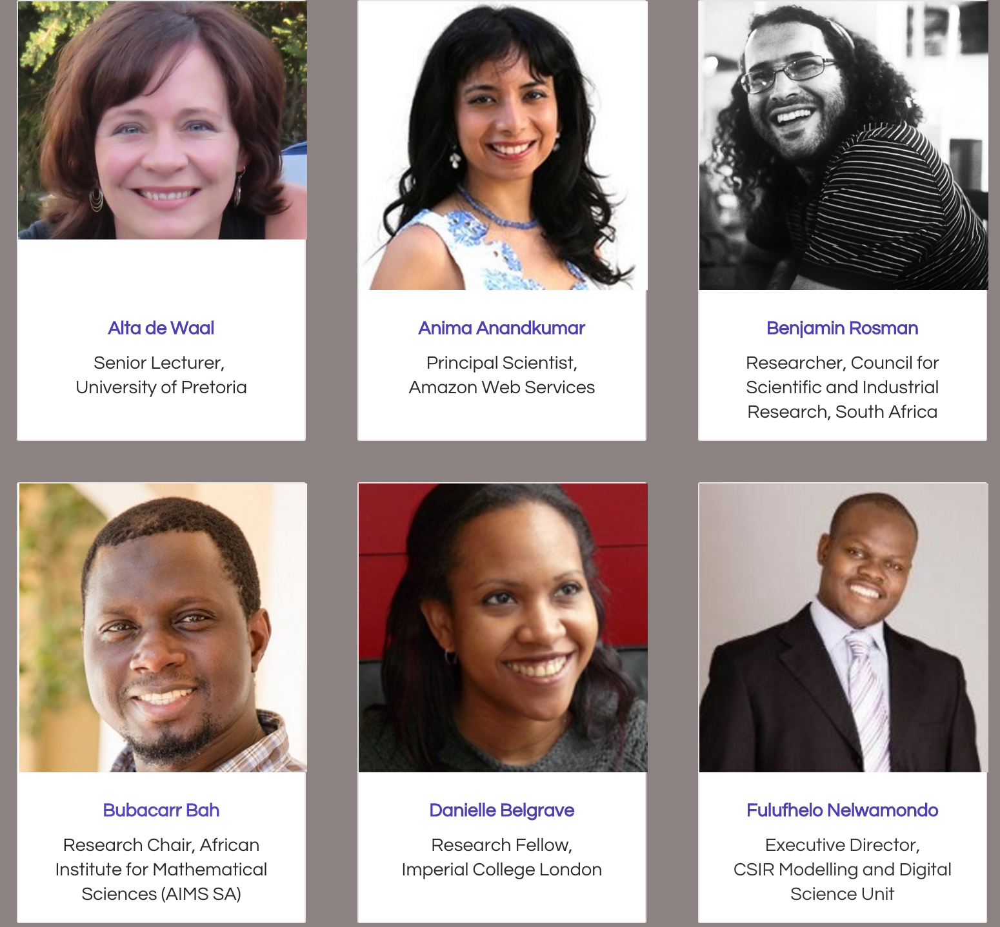 Alta de Waal
Senior Lecturer,
University of Pretoria
Anima Anandkumar
Principal Scientist,
Amazon Web Services
Benjamin Rosman
Researcher, Council for
Scientific and Industrial
Research, South Africa
Bubacarr Bah
Research Chair, African
Institute for Mathematical
Sciences (AIMS SA)
Danielle Belgrave
Research Fellow,
Imperial College London
Fulufhelo Nelwamondo
Executive Director,
CSIR Modelling and Digital
Science Unit